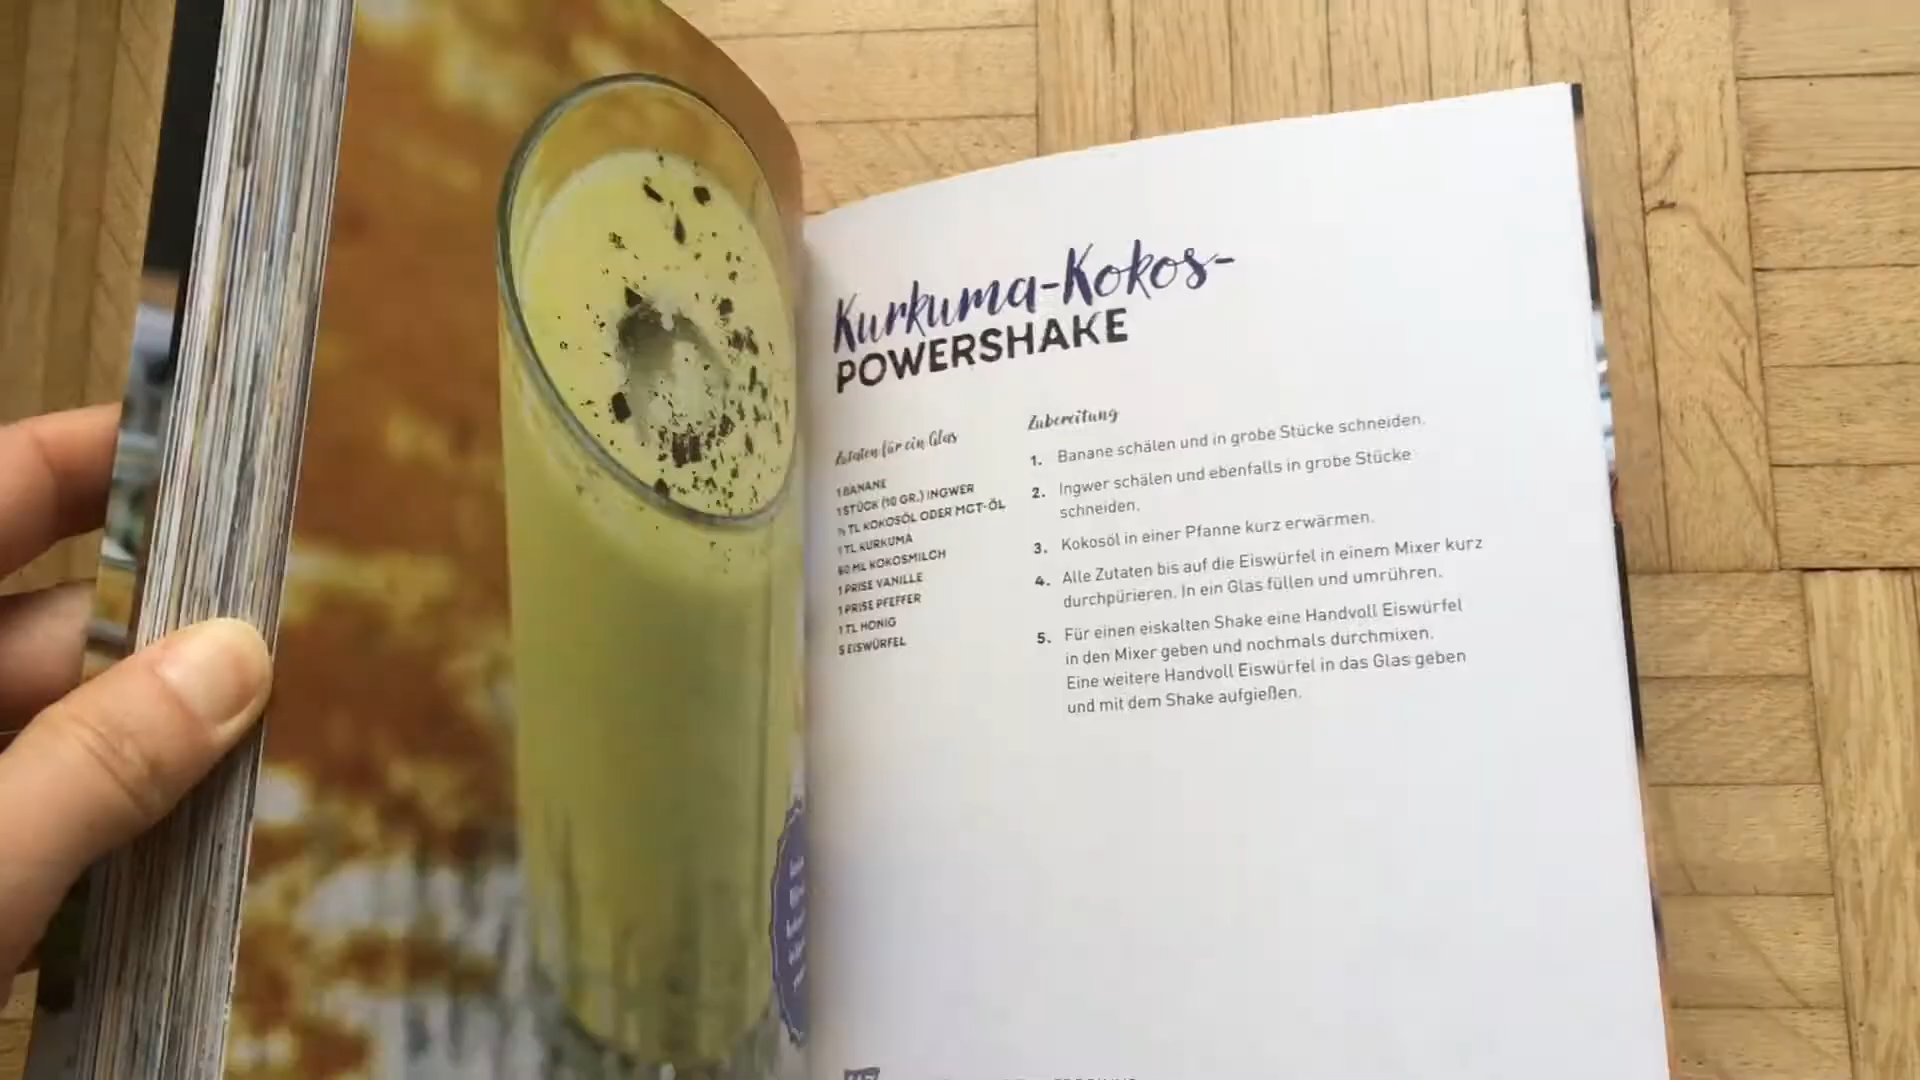 Kurkuma-Kokos-
POWERSHAKE
Zutaten für ein Glas
1 BANANE
1 STÜCK (10 GR.) INGWER
½ TL KOKOSÖL ODER MCT-ÖL
1 TL KURKUMA
60 ML KOKOSMILCH
1 PRISE VANILLE
1 PRISE PFEFFER
1 TL HONIG
5 EISWÜRFEL
Zubereitung
1. Banane schälen und in grobe Stücke schneiden.
2. Ingwer schälen und ebenfalls in grobe Stücke
schneiden.
3. Kokosöl in einer Pfanne kurz erwärmen.
4. Alle Zutaten bis auf die Eiswürfel in einem Mixer kurz
durchpürieren. In ein Glas füllen und umrühren.
5. Für einen eiskalten Shake eine Handvoll Eiswürfel
in den Mixer geben und nochmals durchmixen.
Eine weitere Handvoll Eiswürfel in das Glas geben
und mit dem Shake aufgießen.